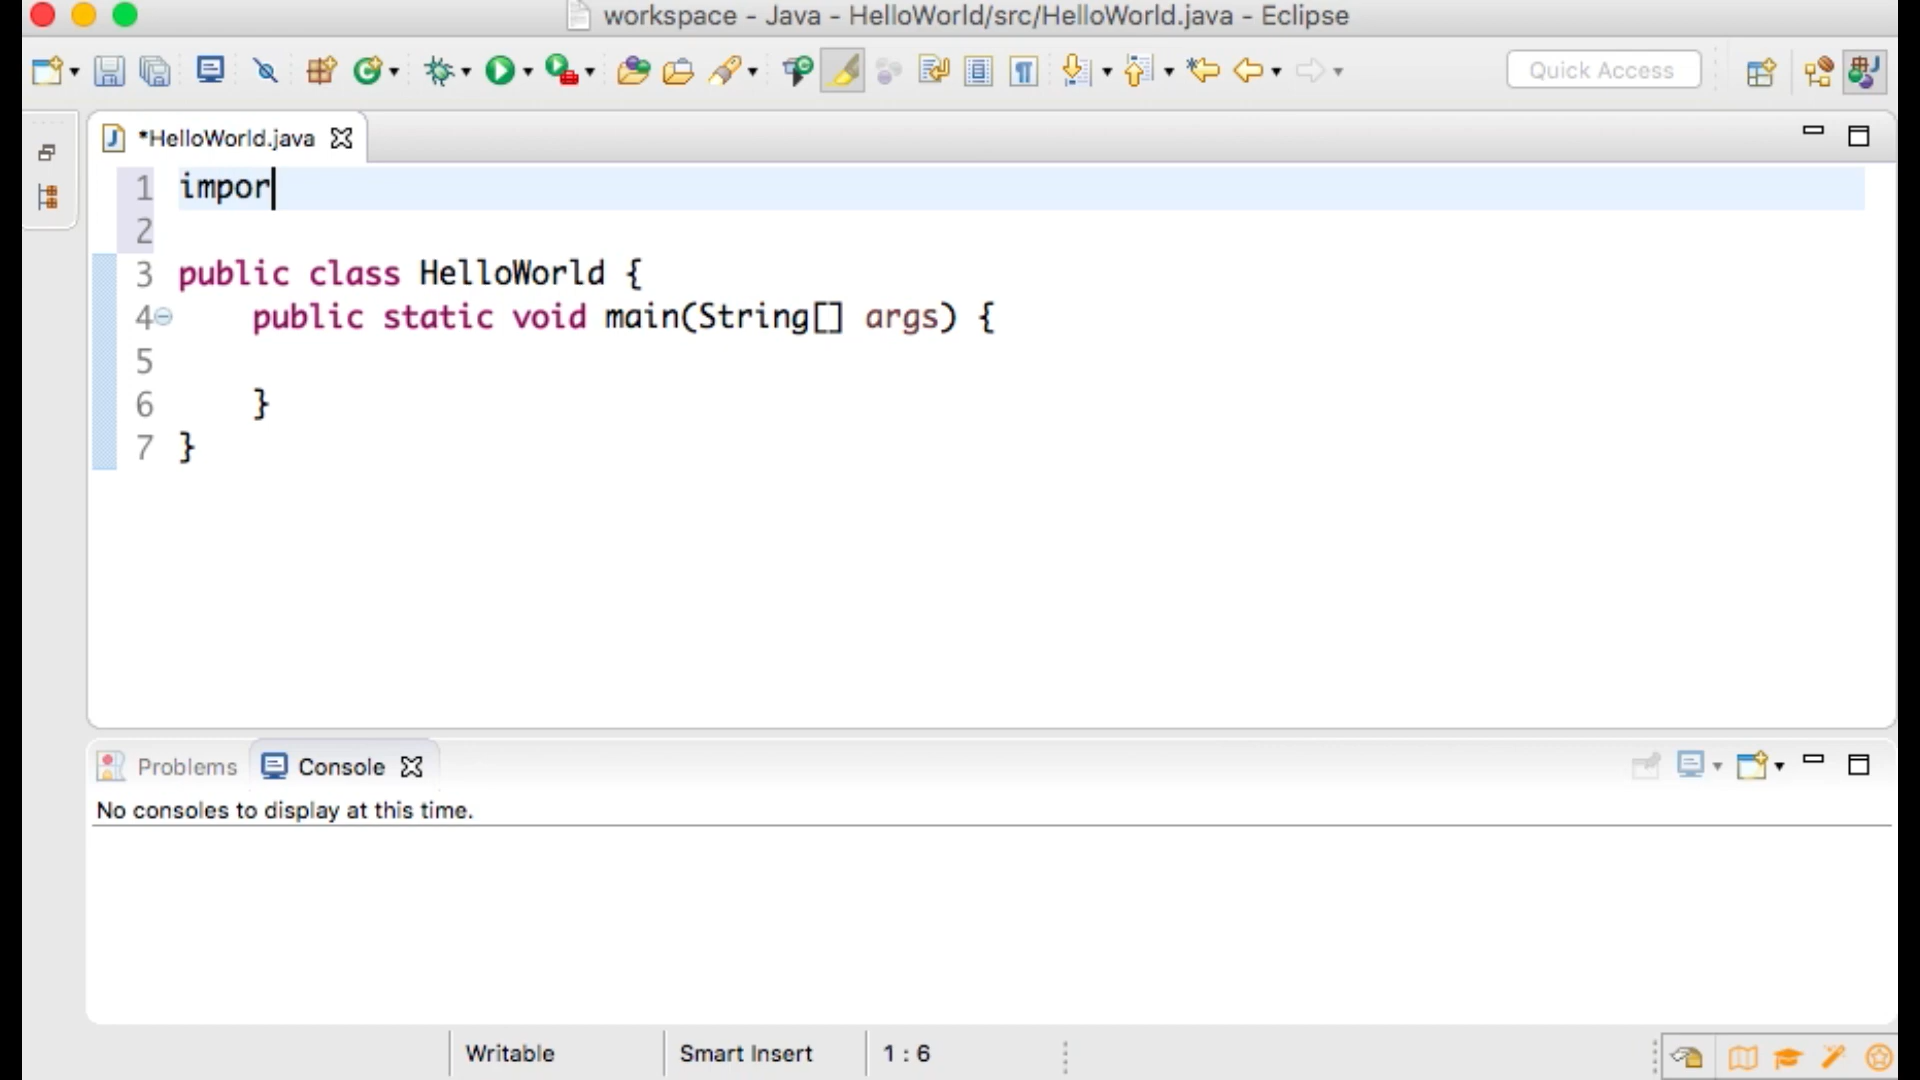 workspace - Java - HelloWorld/src/HelloWorld.java - Eclipse
Quick Access
*HelloWorld.java
1 impor
2
3 public class HelloWorld {
4 public static void main(String[] args) {
5
6 }
7 }
Problems Console
No consoles to display at this time.
Writable Smart Insert 1 : 6